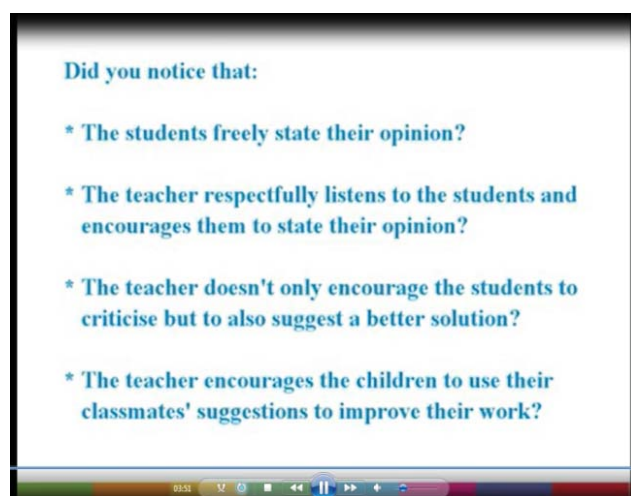 Did you notice that:
* The students freely state their opinion?
* The teacher respectfully listens to the students and
encourages them to state their opinion?
* The teacher doesn't only encourage the students to
criticise but to also suggest a better solution?
* The teacher encourages the children to use their
classmates' suggestions to improve their work?
03:51